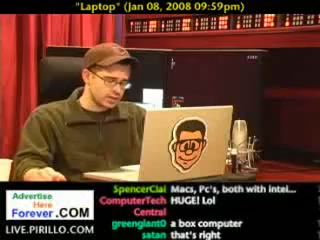 "Laptop" (Jan 08, 2008 09:59pm)
Advertise
Here
Forever.COM
LIVE.PIRILLO.COM
SpencerClai Macs, Pc's, both with intel...
ComputerTech HUGE! Lol
Central
greenglant0 a box computer
satan that's right